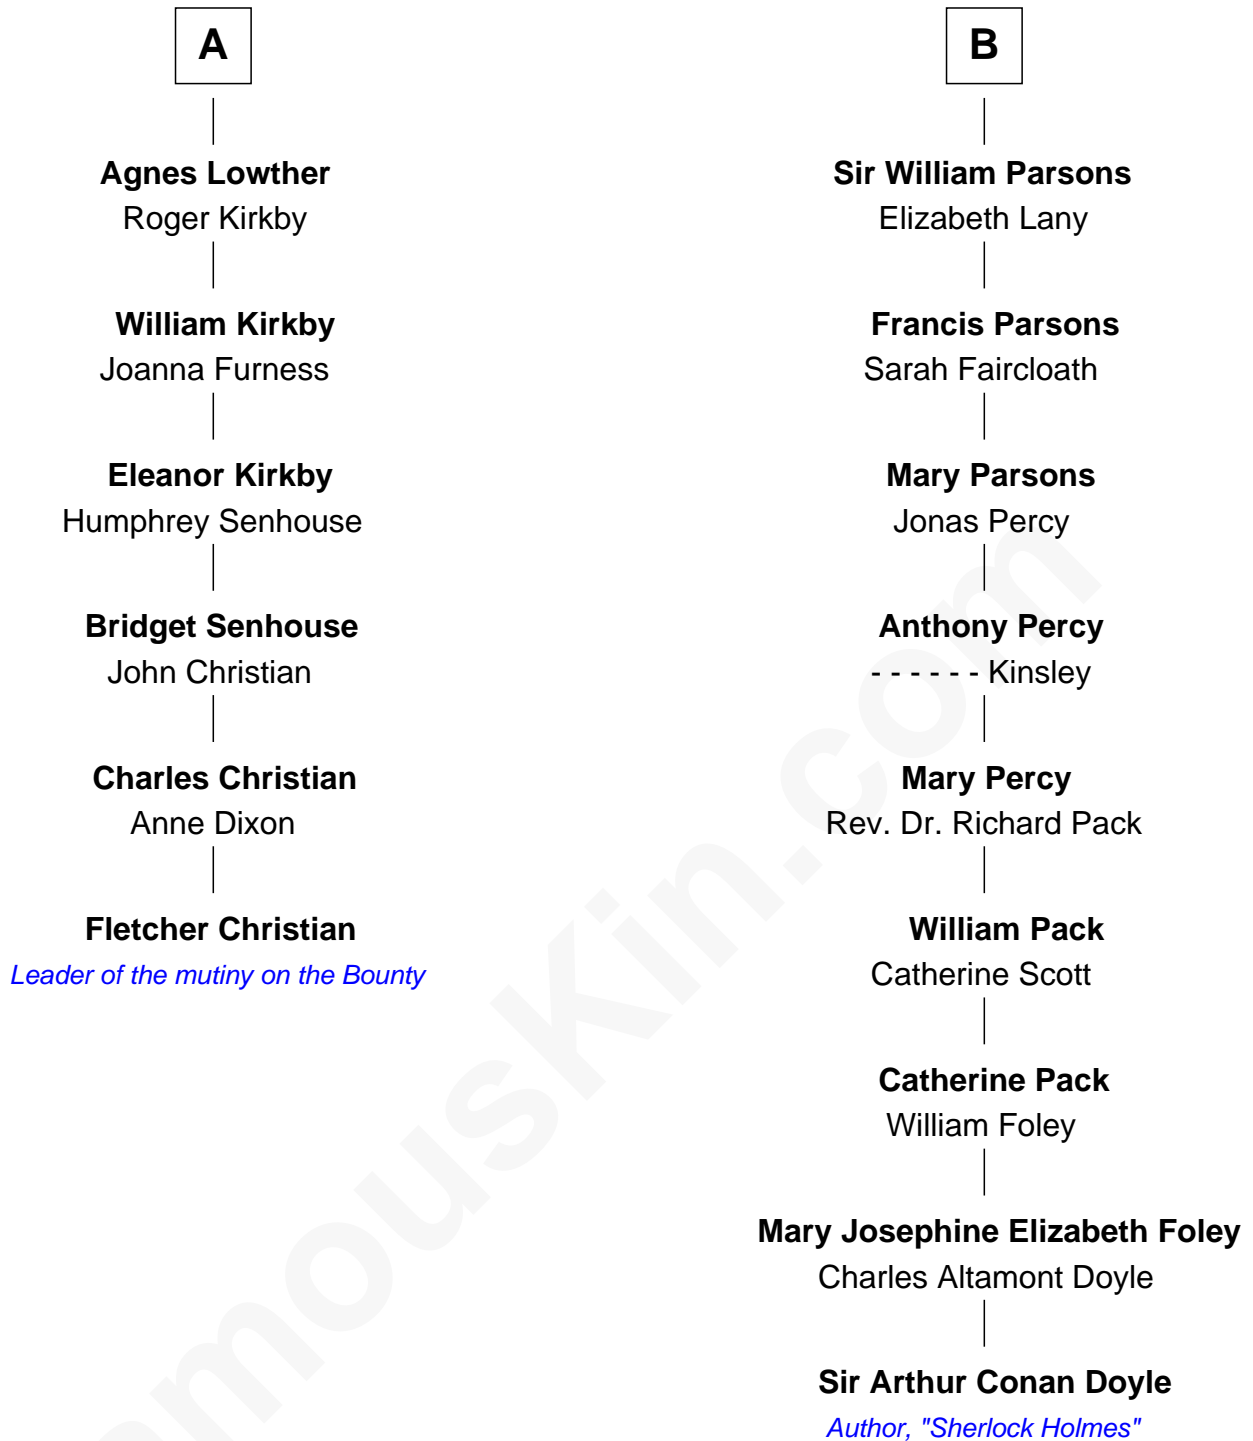 A
Agnes Lowther
Roger Kirkby
William Kirkby
Joanna Furness
Eleanor Kirkby
Humphrey Senhouse
Bridget Senhouse
John Christian
Charles Christian
Anne Dixon
Fletcher Christian
Leader of the mutiny on the Bounty
B
Sir William Parsons
Elizabeth Lany
Francis Parsons
Sarah Faircloath
Mary Parsons
Jonas Percy
Anthony Percy
- - - - - - Kinsley
Mary Percy
Rev. Dr. Richard Pack
William Pack
Catherine Scott
Catherine Pack
William Foley
Mary Josephine Elizabeth Foley
Charles Altamont Doyle
Sir Arthur Conan Doyle
Author, "Sherlock Holmes"
amouskin.com